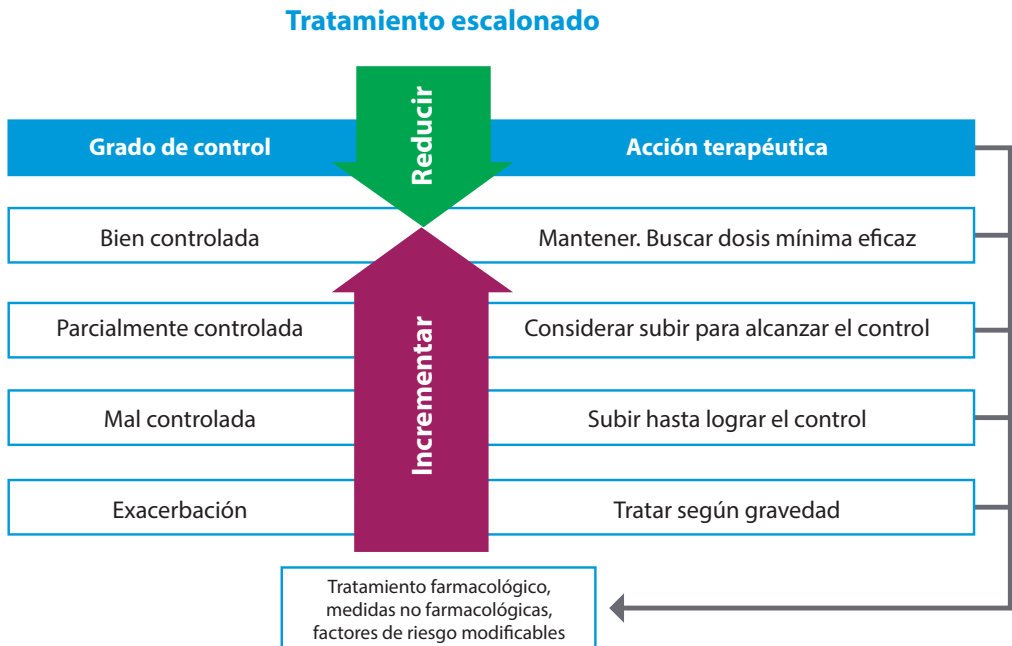 Tratamiento escalonado
Reducir
Grado de control
Acción terapéutica
Bien controlada
Mantener. Buscar dosis mínima eficaz
Incrementar
Parcialmente controlada
Considerar subir para alcanzar el control
Mal controlada
Subir hasta lograr el control
Exacerbación
Tratar según gravedad
Tratamiento farmacológico,
medidas no farmacológicas,
factores de riesgo modificables